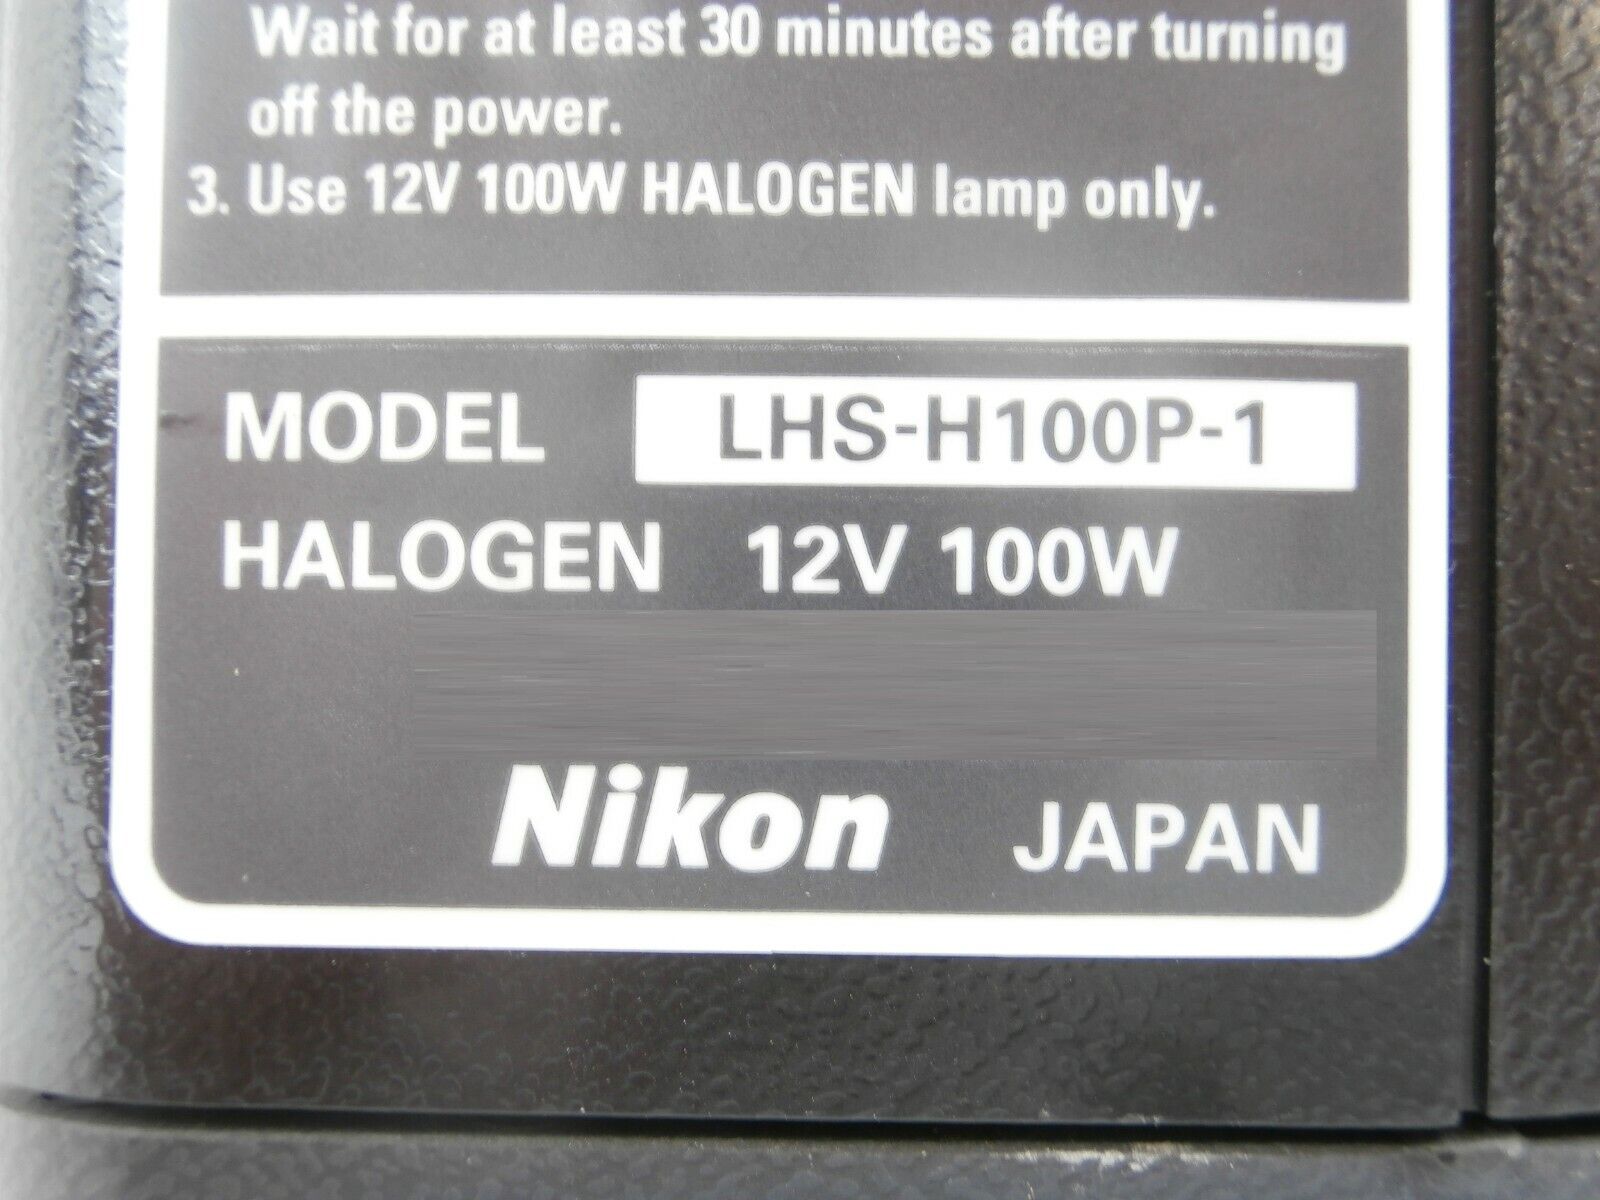 Wait for at least 30 minutes after turning
off the power.
3. Use 12V 100W HALOGEN lamp only.
MODEL LHS-H100P-1
HALOGEN 12V 100W
Nikon JAPAN